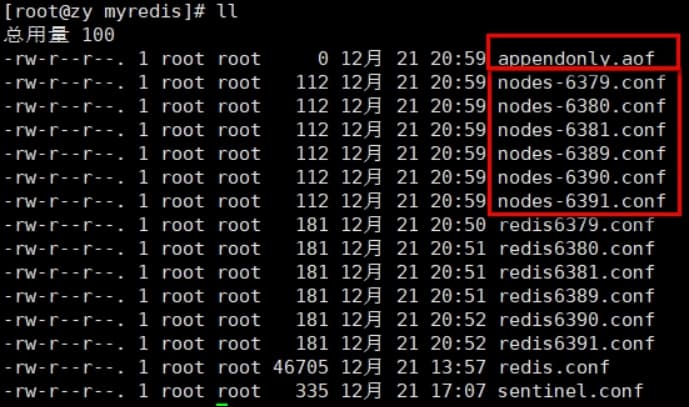 [root@zy myredis]# ll
总用量 100
-rw-r--r--. 1 root root     0 12月 21 20:59 appendonly.aof
-rw-r--r--. 1 root root   112 12月 21 20:59 nodes-6379.conf
-rw-r--r--. 1 root root   112 12月 21 20:59 nodes-6380.conf
-rw-r--r--. 1 root root   112 12月 21 20:59 nodes-6381.conf
-rw-r--r--. 1 root root   112 12月 21 20:59 nodes-6389.conf
-rw-r--r--. 1 root root   112 12月 21 20:59 nodes-6390.conf
-rw-r--r--. 1 root root   112 12月 21 20:59 nodes-6391.conf
-rw-r--r--. 1 root root   181 12月 21 20:50 redis6379.conf
-rw-r--r--. 1 root root   181 12月 21 20:51 redis6380.conf
-rw-r--r--. 1 root root   181 12月 21 20:51 redis6381.conf
-rw-r--r--. 1 root root   181 12月 21 20:51 redis6389.conf
-rw-r--r--. 1 root root   181 12月 21 20:52 redis6390.conf
-rw-r--r--. 1 root root   181 12月 21 20:52 redis6391.conf
-rw-r--r--. 1 root root 46705 12月 21 13:57 redis.conf
-rw-r--r--. 1 root root   335 12月 21 17:07 sentinel.conf